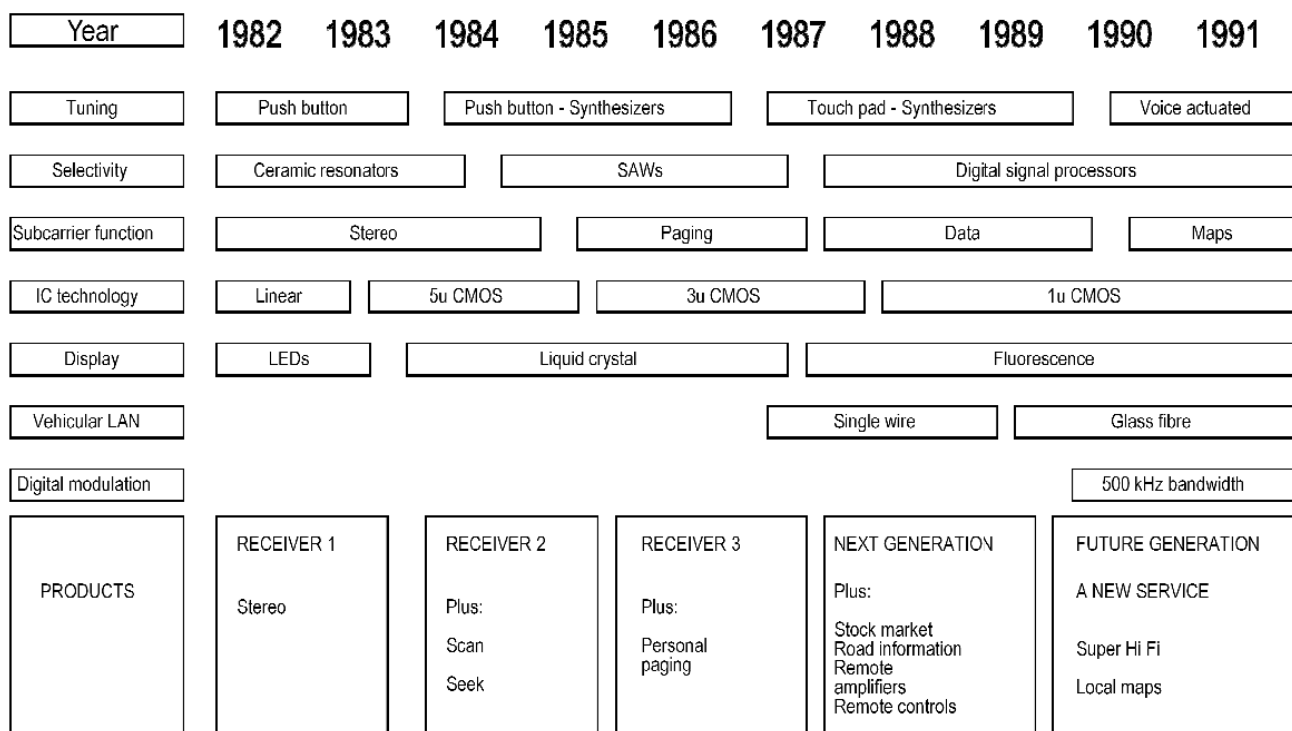 Year 1982 1983 1984 1985 1986 1987 1988 1989 1990 1991
Tuning Push button Push button - Synthesizers Touch pad - Synthesizers Voice actuated
Selectivity Ceramic resonators SAWs Digital signal processors
Subcarrier function Stereo Paging Data Maps
IC technology Linear 5u CMOS 3u CMOS 1u CMOS
Display LEDs Liquid crystal Fluorescence
Vehicular LAN Single wire Glass fibre
Digital modulation 500 kHz bandwidth
PRODUCTS
RECEIVER 1
Stereo
RECEIVER 2
Plus:
Scan
Seek
RECEIVER 3
Plus:
Personal
paging
NEXT GENERATION
Plus:
Stock market
Road information
Remote
amplifiers
Remote controls
FUTURE GENERATION
A NEW SERVICE
Super Hi Fi
Local maps